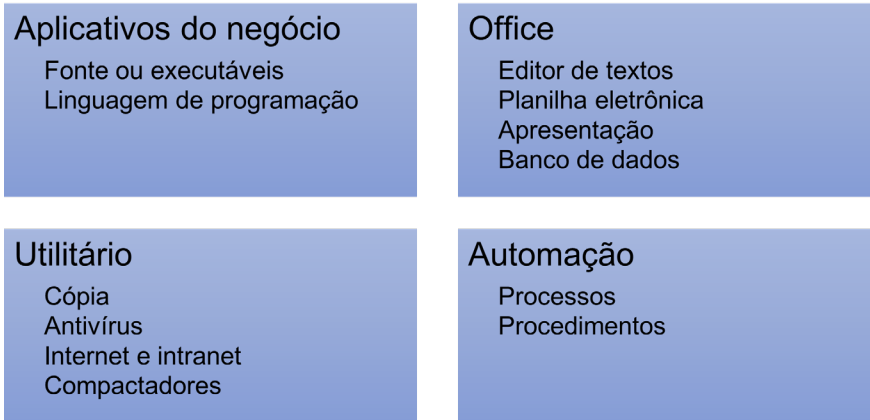 Aplicativos do negócio
Fonte ou executáveis
Linguagem de programação
Office
Editor de textos
Planilha eletrônica
Apresentação
Banco de dados
Utilitário
Cópia
Antivírus
Internet e intranet
Compactadores
Automação
Processos
Procedimentos